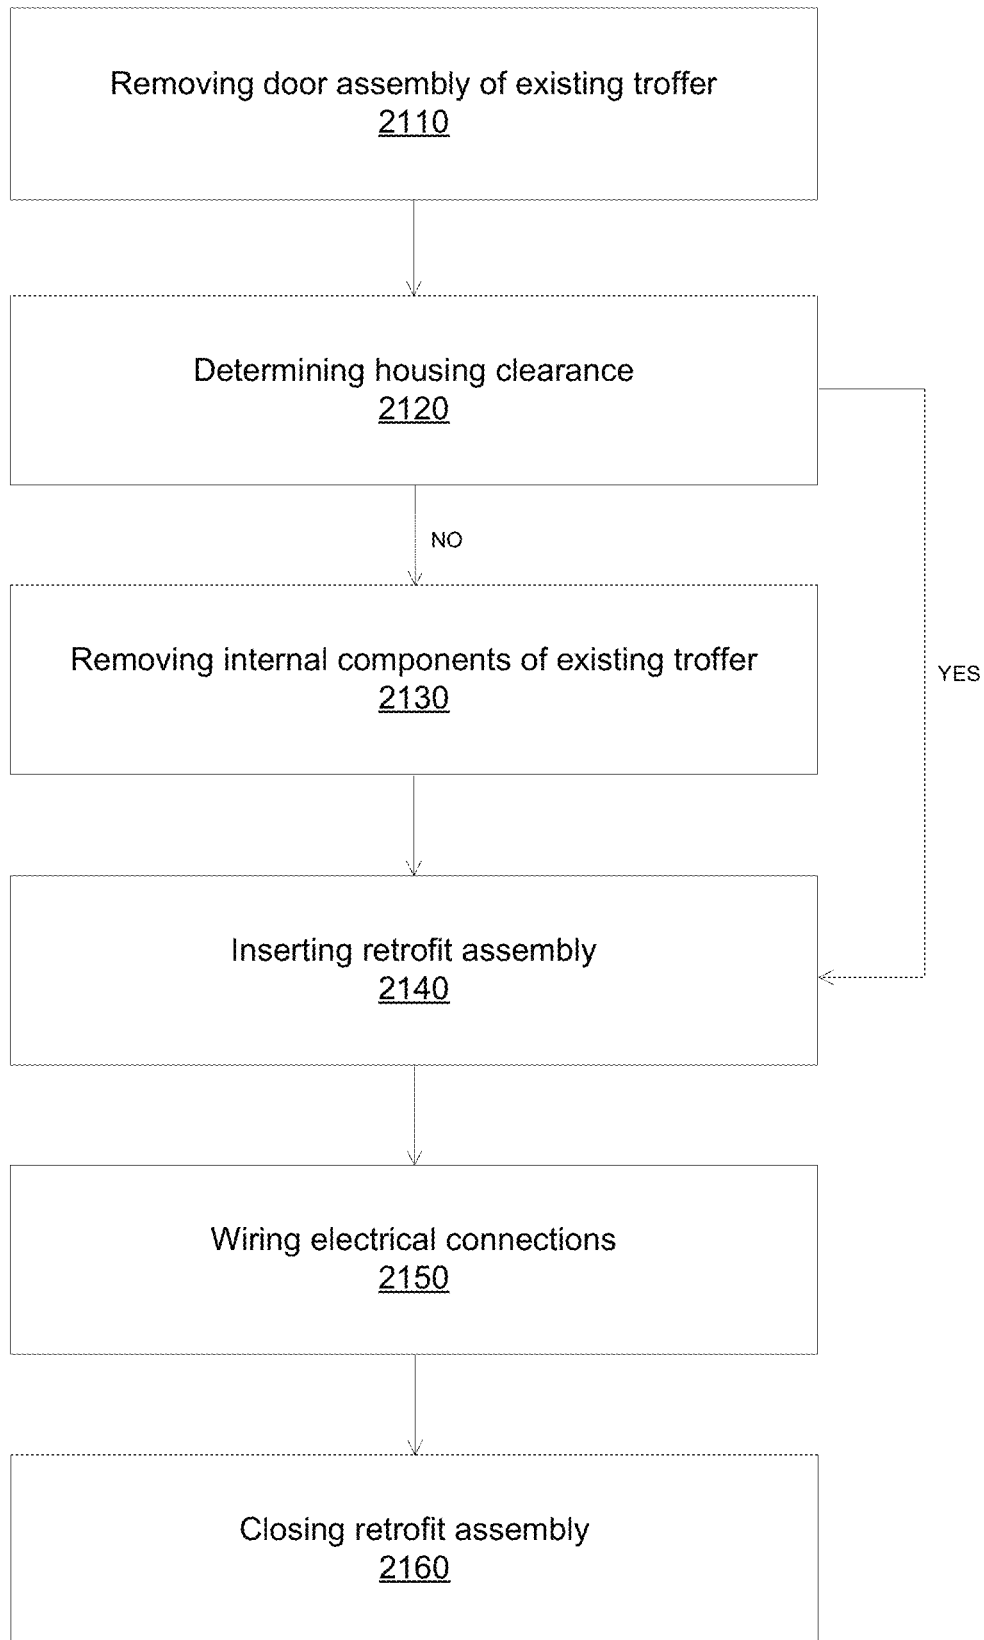 Removing door assembly of existing troffer
2110
Determining housing clearance
2120
NO
Removing internal components of existing troffer
2130
YES
Inserting retrofit assembly
2140
Wiring electrical connections
2150
Closing retrofit assembly
2160